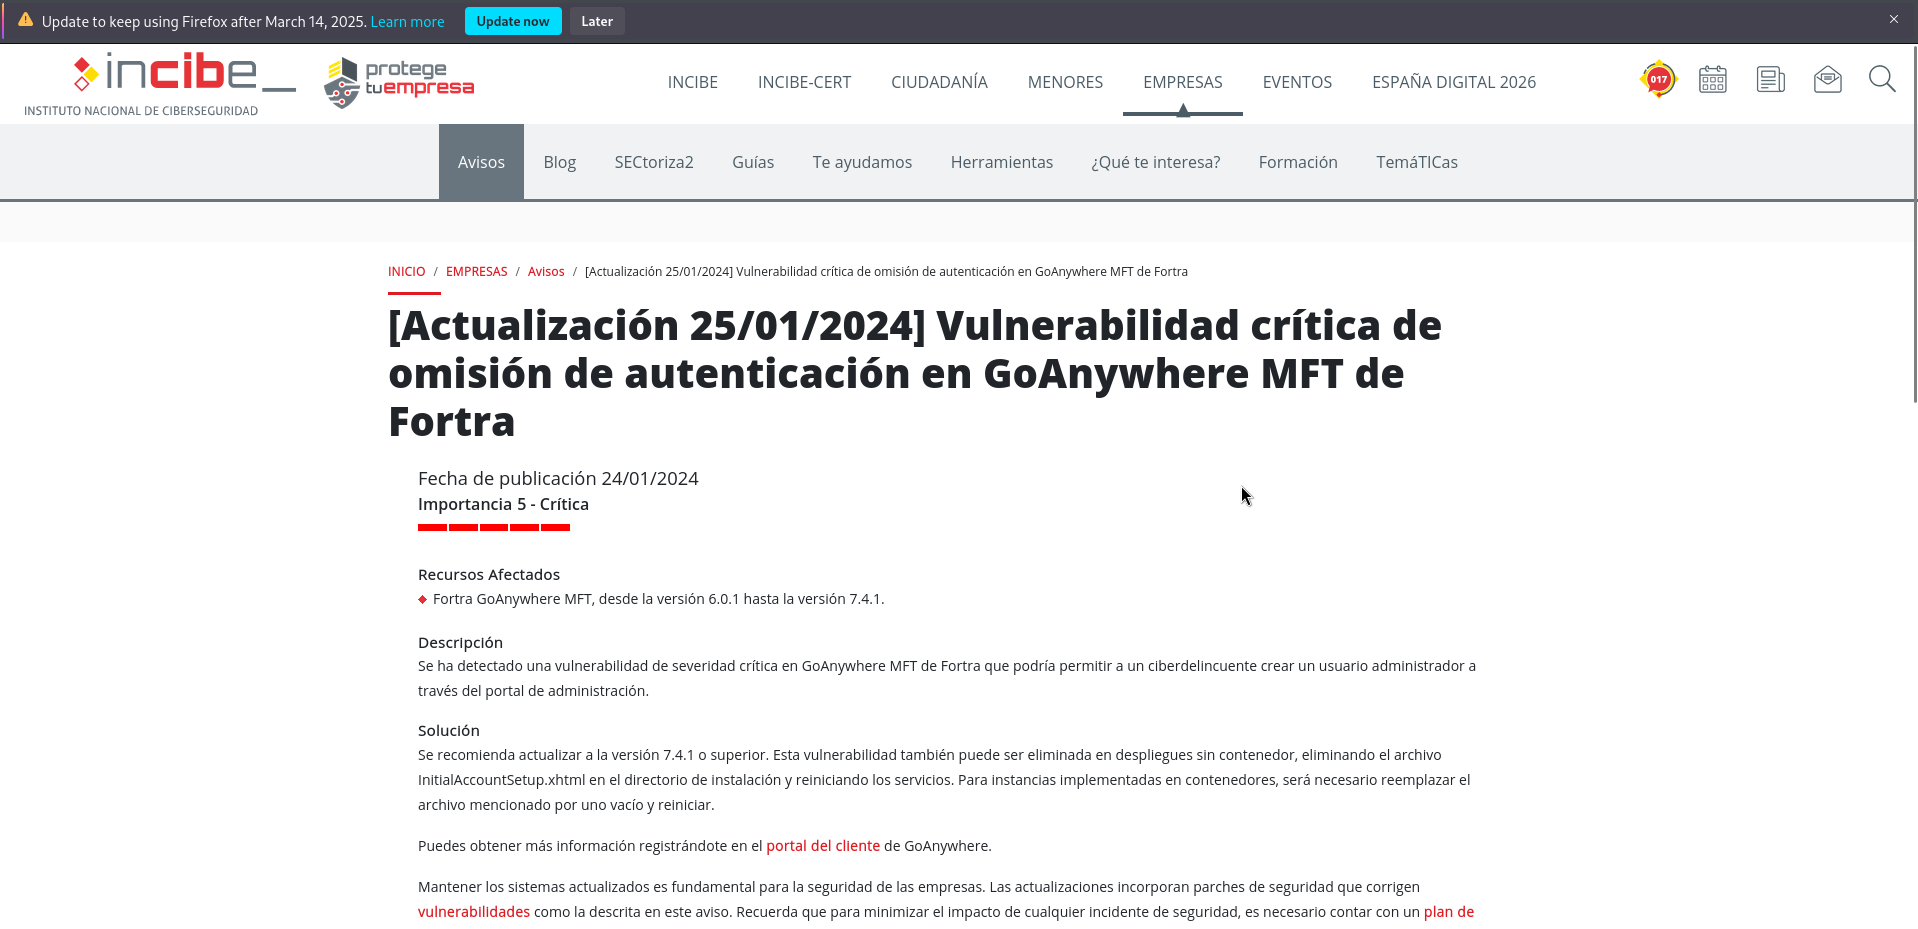 Update to keep using Firefox after March 14, 2025. Learn more Update now Later
incibe_
INSTITUTO NACIONAL DE CIBERSEGURIDAD
protege
tuempresa
INCIBE INCIBE-CERT CIUDADANÍA MENORES EMPRESAS EVENTOS ESPAÑA DIGITAL 2026
017
Avisos Blog SECtoriza2 Guías Te ayudamos Herramientas ¿Qué te interesa? Formación TemáTICas
INICIO / EMPRESAS / Avisos / [Actualización 25/01/2024] Vulnerabilidad crítica de omisión de autenticación en GoAnywhere MFT de Fortra
[Actualización 25/01/2024] Vulnerabilidad crítica de
omisión de autenticación en GoAnywhere MFT de
Fortra
Fecha de publicación 24/01/2024
Importancia 5 - Crítica
Recursos Afectados
Fortra GoAnywhere MFT, desde la versión 6.0.1 hasta la versión 7.4.1.
Descripción
Se ha detectado una vulnerabilidad de severidad crítica en GoAnywhere MFT de Fortra que podría permitir a un ciberdelincuente crear un usuario administrador a
través del portal de administración.
Solución
Se recomienda actualizar a la versión 7.4.1 o superior. Esta vulnerabilidad también puede ser eliminada en despliegues sin contenedor, eliminando el archivo
InitialAccountSetup.xhtml en el directorio de instalación y reiniciando los servicios. Para instancias implementadas en contenedores, será necesario reemplazar el
archivo mencionado por uno vacío y reiniciar.
Puedes obtener más información registrándote en el portal del cliente de GoAnywhere.
Mantener los sistemas actualizados es fundamental para la seguridad de las empresas. Las actualizaciones incorporan parches de seguridad que corrigen
vulnerabilidades como la descrita en este aviso. Recuerda que para minimizar el impacto de cualquier incidente de seguridad, es necesario contar con un plan de